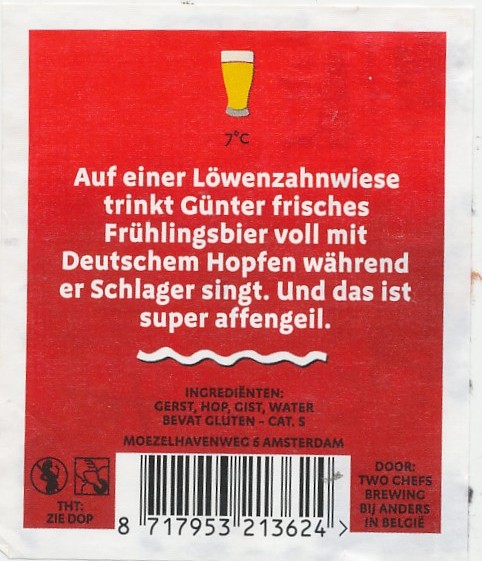 7°C
Auf einer Löwenzahnwiese
trinkt Günter frisches
Frühlingsbier voll mit
Deutschem Hopfen während
er Schlager singt. Und das ist
super affengeil.
INGREDIËNTEN:
GERST, HOP, GIST, WATER
BEVAT GLUTEN - CAT. S
MOEZELHAVENWEG 6 AMSTERDAM
THT:
ZIE DOP
8 717953 213624 >
DOOR:
TWO CHEFS
BREWING
BIJ ANDERS
IN BELGIË